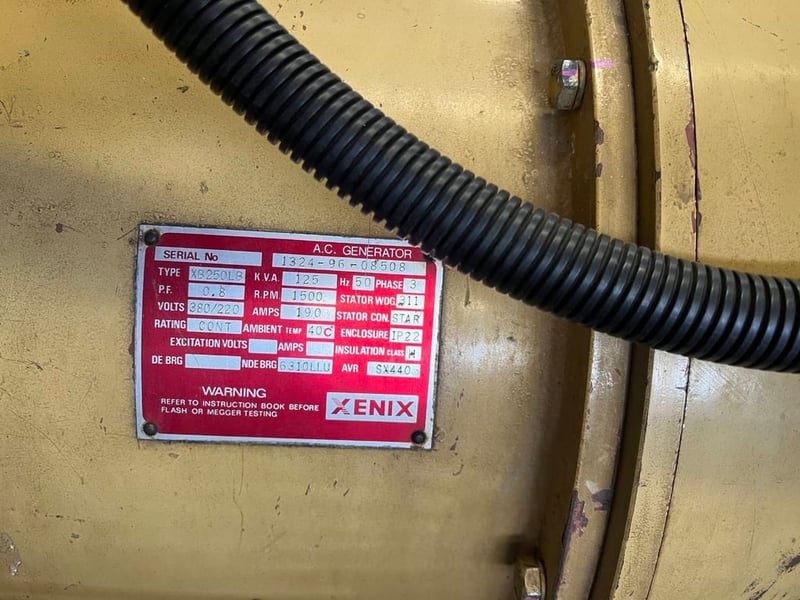 A.C. GENERATOR
SERIAL No 1324-96-08508
TYPE XB250LB K.V.A. 125 Hz 50 PHASE 3
P.F. 0.8 R.P.M 1500 STATOR WDG 311
VOLTS 380/220 AMPS 190 STATOR CON. STAR
RATING CONT AMBIENT TEMP 40C° ENCLOSURE IP22
EXCITATION VOLTS AMPS INSULATION CLASS H
DE BRG NDE BRG 6310LLU AVR SX440
WARNING
REFER TO INSTRUCTION BOOK BEFORE
FLASH OR MEGGER TESTING
XENIX